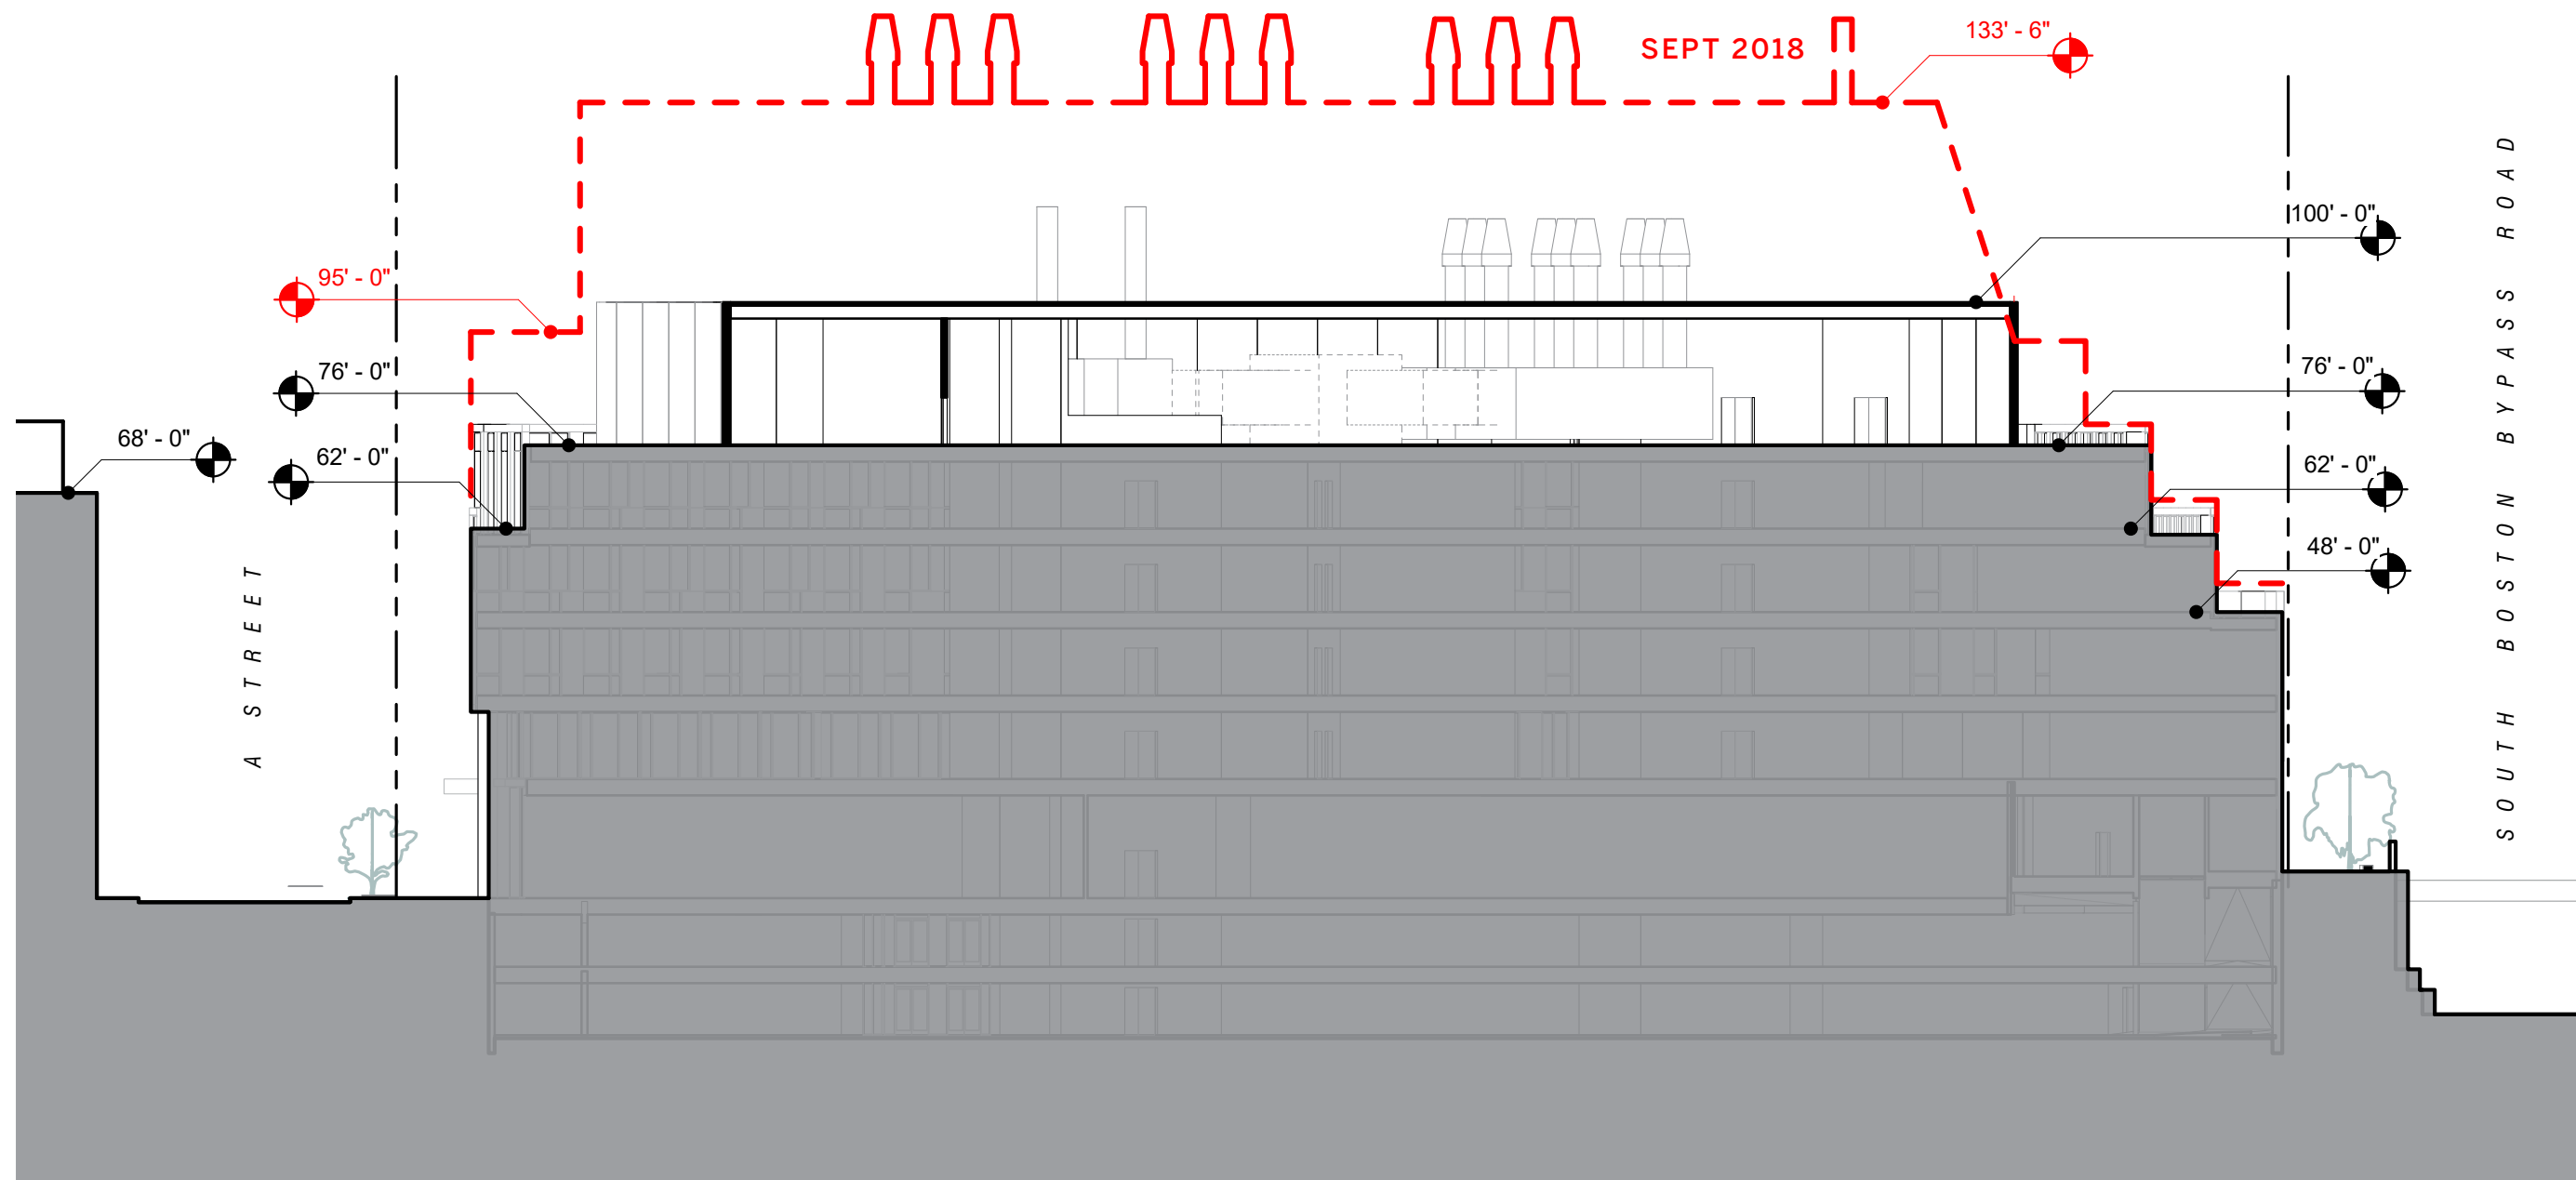 SEPT 2018
133' - 6"
100' - 0"
95' - 0"
76' - 0"
76' - 0"
68' - 0"
62' - 0"
62' - 0"
48' - 0"
A STREET
SOUTH BOSTON BYPASS ROAD